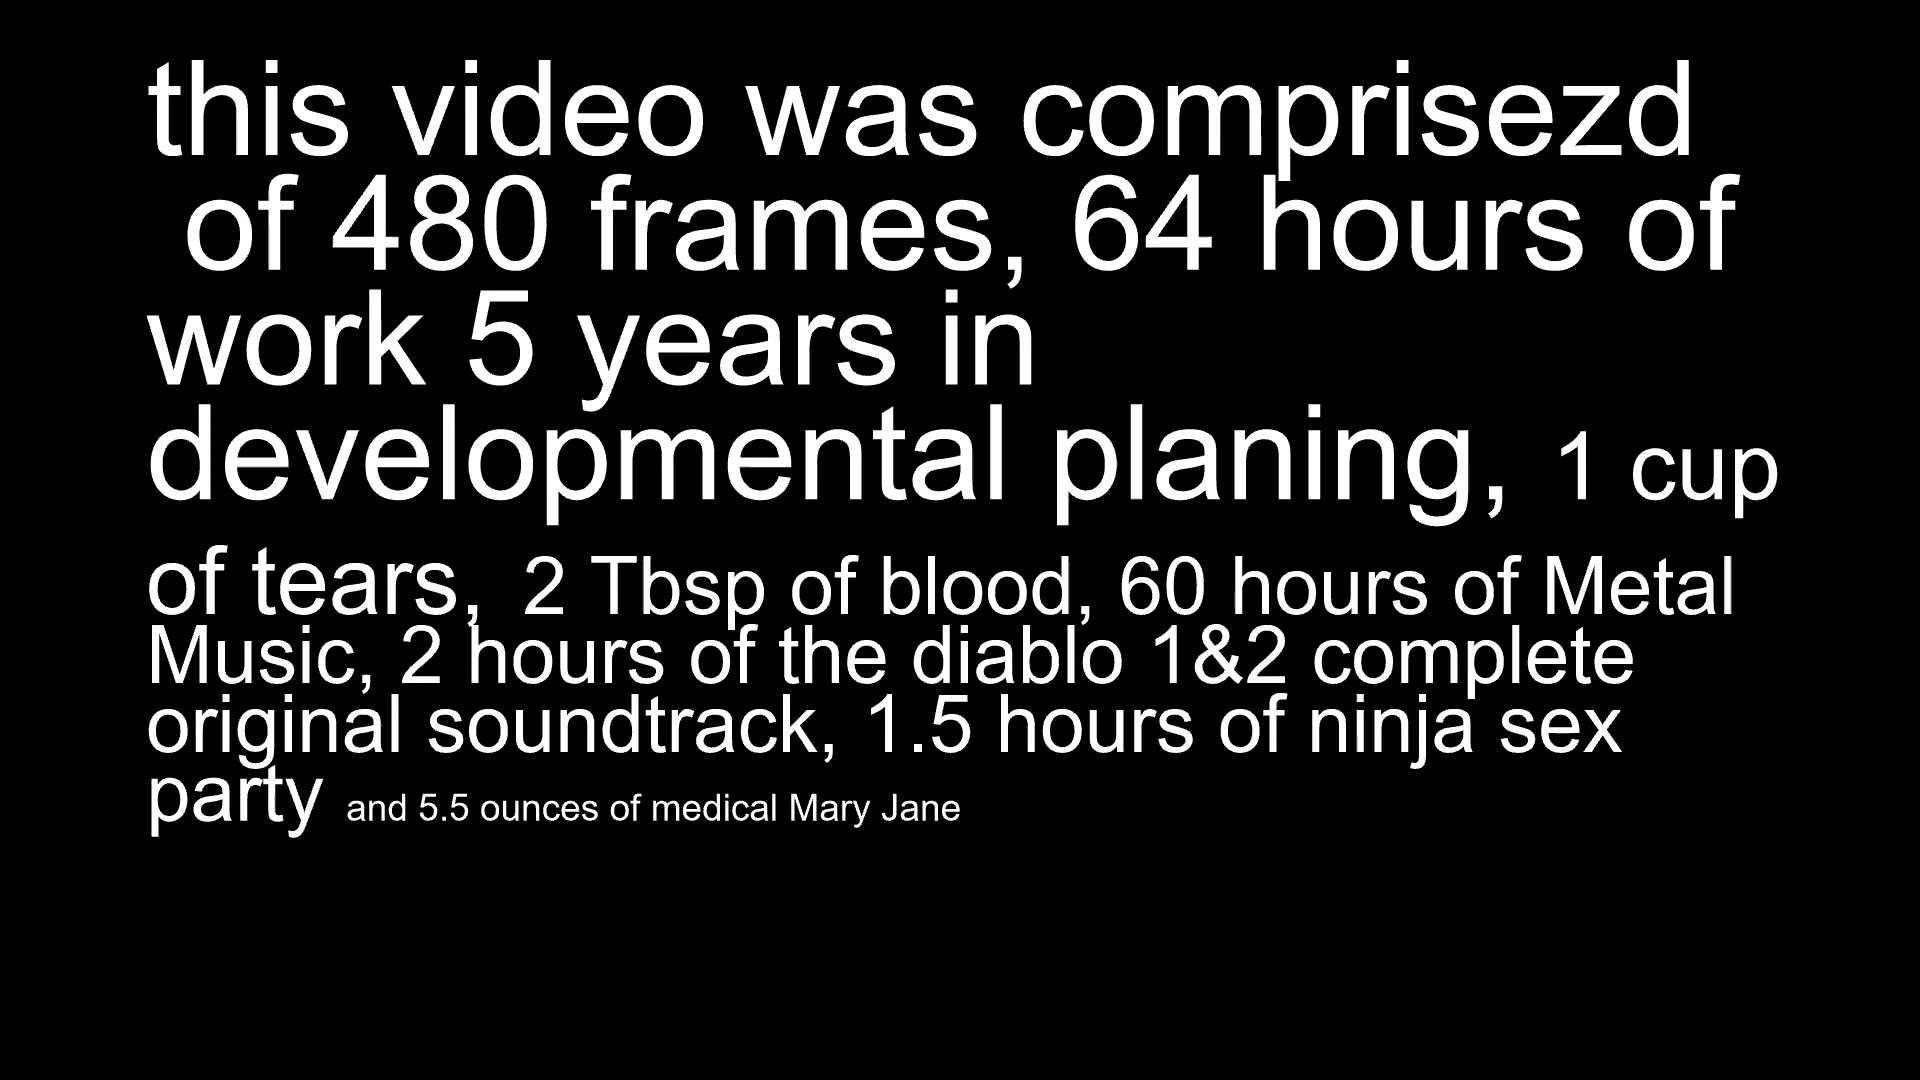 this video was comprisezd
of 480 frames, 64 hours of
work 5 years in
developmental planing, 1 cup
of tears, 2 Tbsp of blood, 60 hours of Metal
Music, 2 hours of the diablo 1&2 complete
original soundtrack, 1.5 hours of ninja sex
party and 5.5 ounces of medical Mary Jane